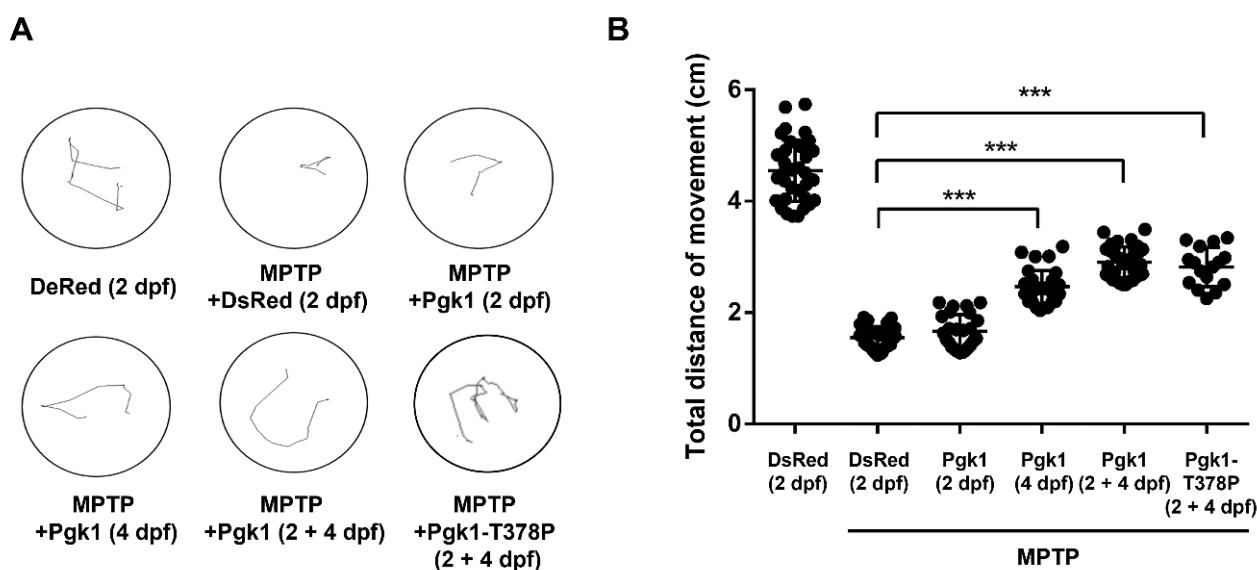 A
DeRed (2 dpf)
MPTP
+DsRed (2 dpf)
MPTP
+Pgk1 (2 dpf)
MPTP
+Pgk1 (4 dpf)
MPTP
+Pgk1 (2 + 4 dpf)
MPTP
+Pgk1-T378P
(2 + 4 dpf)
B
Total distance of movement (cm)
6
4
2
0
***
***
***
DsRed
(2 dpf)
DsRed
(2 dpf)
Pgk1
(2 dpf)
Pgk1
(4 dpf)
Pgk1
(2 + 4 dpf)
Pgk1-
T378P
(2 + 4 dpf)
MPTP